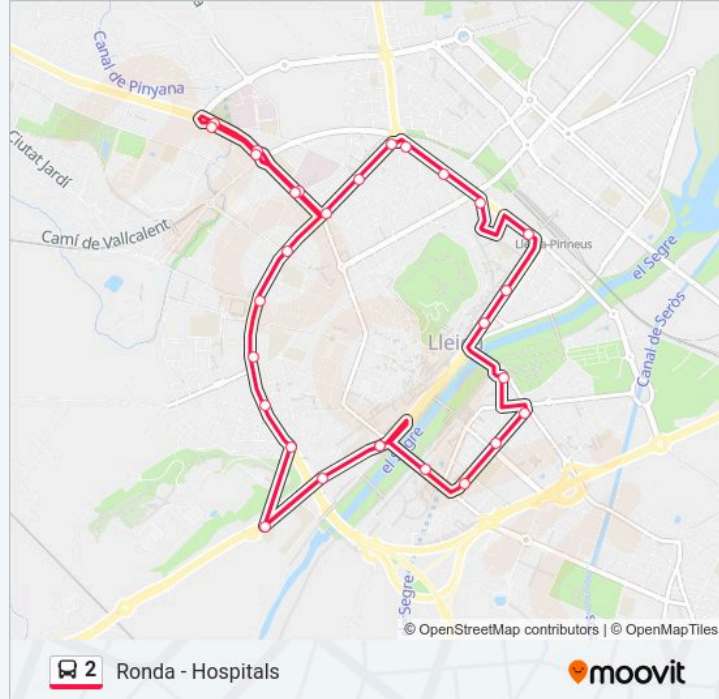 Canal de Pinyana
Ciutat Jardí
Camí de Vallcalent
Lleida-Pirineus
el Segre
Canal de Seròs
Lleida
el Segre
Segre
© OpenStreetMap contributors | © OpenMapTiles
2 Ronda - Hospitals
moovit